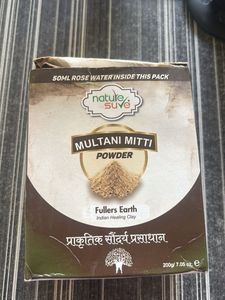 50ML ROSE WATER INSIDE THIS PACK
nature
sure
MULTANI MITTI
POWDER
Fullers Earth
Indian Healing Clay
प्राकृतिक सौंदर्य प्रसाधान
200g/ 7.05 oz. e